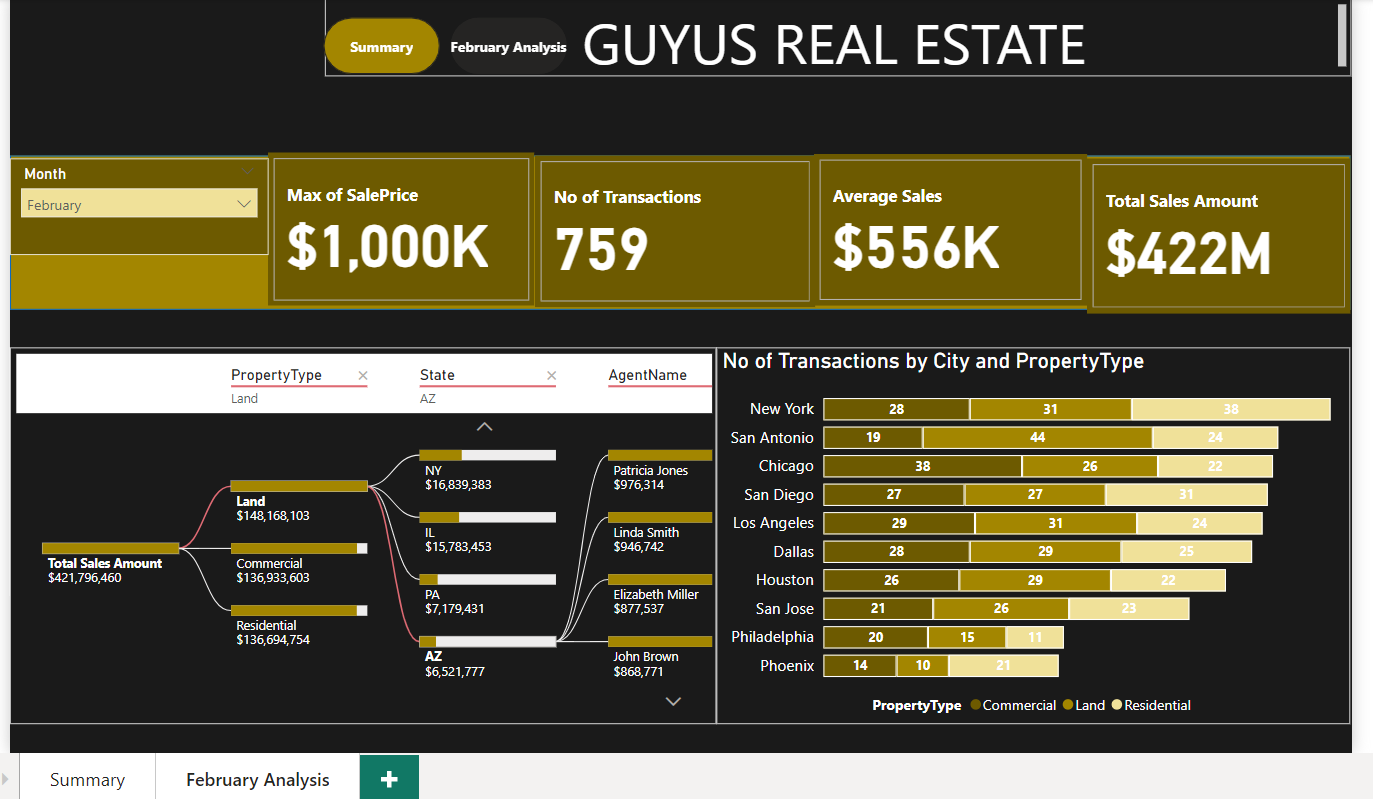 Summary
February Analysis
GUYUS REAL ESTATE
Month
February
Max of SalePrice
$1,000K
No of Transactions
759
Average Sales
$556K
Total Sales Amount
$422M
PropertyType
Land
State
AZ
AgentName
Total Sales Amount
$421,796,460
Land
$148,168,103
Commercial
$136,933,603
Residential
$136,694,754
NY
$16,839,383
IL
$15,783,453
PA
$7,179,431
AZ
$6,521,777
Patricia Jones
$976,314
Linda Smith
$946,742
Elizabeth Miller
$877,537
John Brown
$868,771
No of Transactions by City and PropertyType
New York 28 31 38
San Antonio 19 44 24
Chicago 38 26 22
San Diego 27 27 31
Los Angeles 29 31 24
Dallas 28 29 25
Houston 26 29 22
San Jose 21 26 23
Philadelphia 20 15 11
Phoenix 14 10 21
PropertyType Commercial Land Residential
Summary
February Analysis